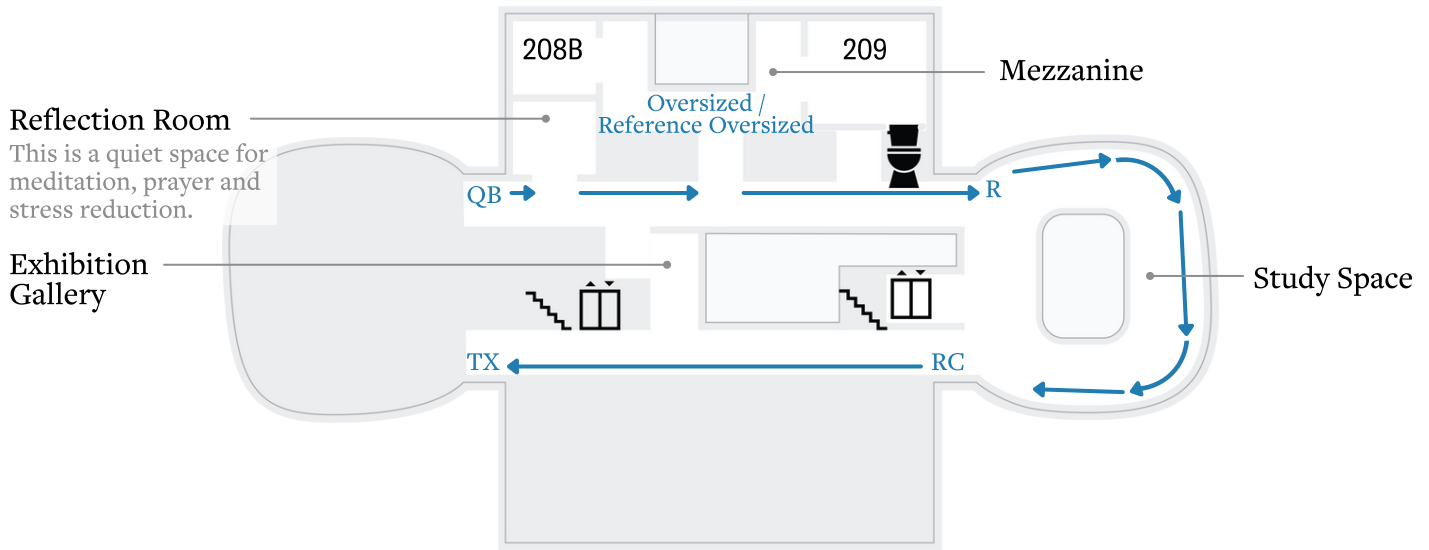 208B
209
Mezzanine
Oversized /
Reference Oversized
Reflection Room
This is a quiet space for
meditation, prayer and
stress reduction.
QB
R
Exhibition
Gallery
Study Space
TX
RC